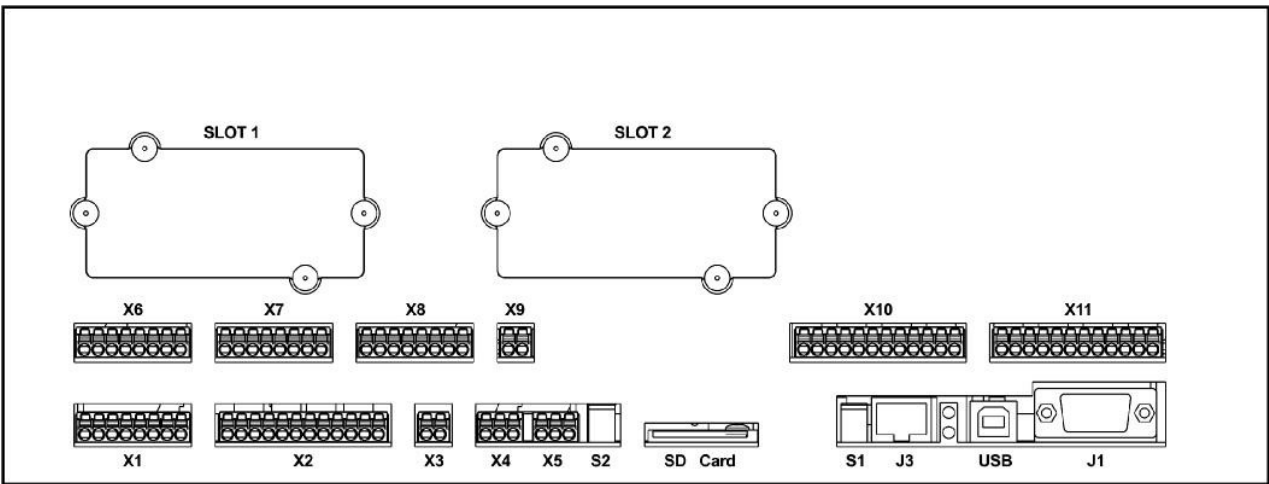 SLOT 1 SLOT 2
X6 X7 X8 X9 X10 X11
X1 X2 X3 X4 X5 S2 SD Card S1 J3 USB J1